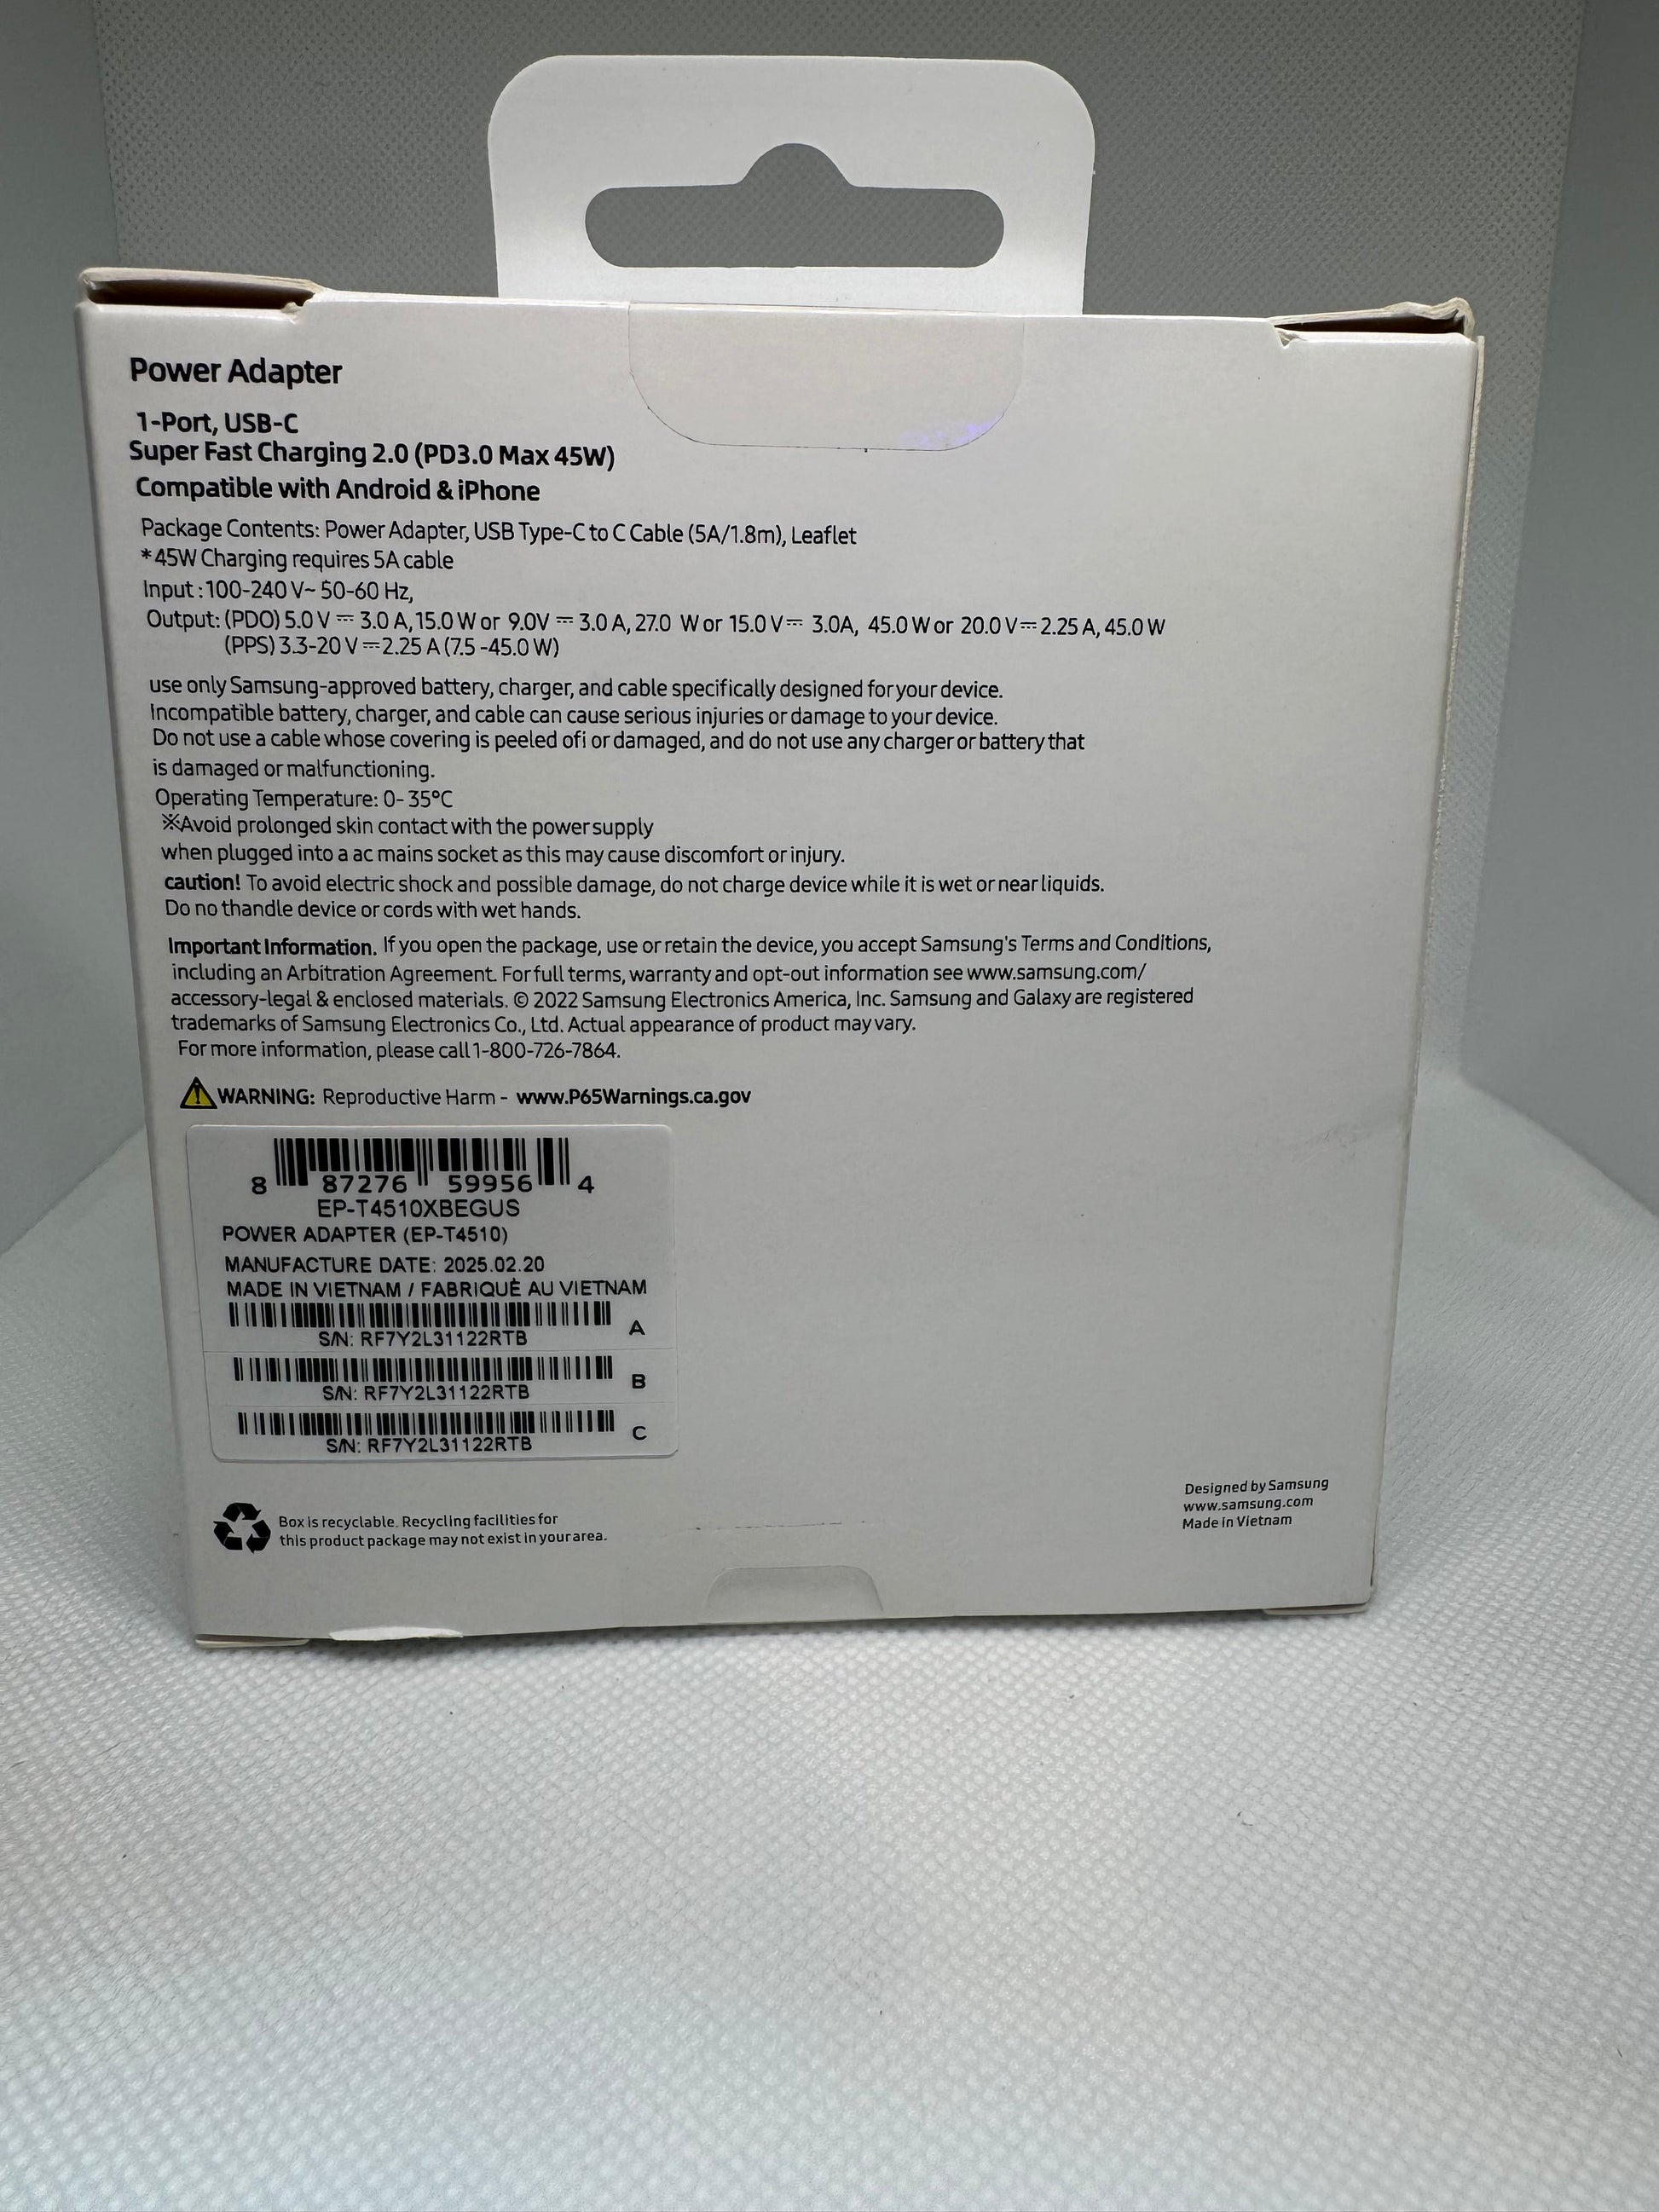 Power Adapter
1-Port, USB-C
Super Fast Charging 2.0 (PD3.0 Max 45W)
Compatible with Android & iPhone
Package Contents: Power Adapter, USB Type-C to C Cable (5A/1.8m), Leaflet
*45W Charging requires 5A cable
Input : 100-240 V~ 50-60 Hz,
Output: (PDO) 5.0 V ⎓ 3.0 A, 15.0 W or 9.0V ⎓ 3.0 A, 27.0 W or 15.0 V⎓ 3.0A, 45.0 W or 20.0 V⎓2.25 A, 45.0 W
(PPS) 3.3-20 V ⎓2.25 A (7.5 -45.0 W)
use only Samsung-approved battery, charger, and cable specifically designed for your device.
Incompatible battery, charger, and cable can cause serious injuries or damage to your device.
Do not use a cable whose covering is peeled ofi or damaged, and do not use any charger or battery that
is damaged or malfunctioning.
Operating Temperature: 0- 35°C
※Avoid prolonged skin contact with the power supply
when plugged into a ac mains socket as this may cause discomfort or injury.
caution! To avoid electric shock and possible damage, do not charge device while it is wet or near liquids.
Do no thandle device or cords with wet hands.
Important Information. If you open the package, use or retain the device, you accept Samsung's Terms and Conditions,
including an Arbitration Agreement. For full terms, warranty and opt-out information see www.samsung.com/
accessory-legal & enclosed materials. © 2022 Samsung Electronics America, Inc. Samsung and Galaxy are registered
trademarks of Samsung Electronics Co., Ltd. Actual appearance of product may vary.
For more information, please call 1-800-726-7864.
WARNING: Reproductive Harm - www.P65Warnings.ca.gov
8 87276 59956 4
EP-T4510XBEGUS
POWER ADAPTER (EP-T4510)
MANUFACTURE DATE: 2025.02.20
MADE IN VIETNAM / FABRIQUÈ AU VIETNAM
A
S/N: RF7Y2L31122RTB
B
S/N: RF7Y2L31122RTB
C
S/N: RF7Y2L31122RTB
Box is recyclable. Recycling facilities for
this product package may not exist in your area.
Designed by Samsung
www.samsung.com
Made in Vietnam